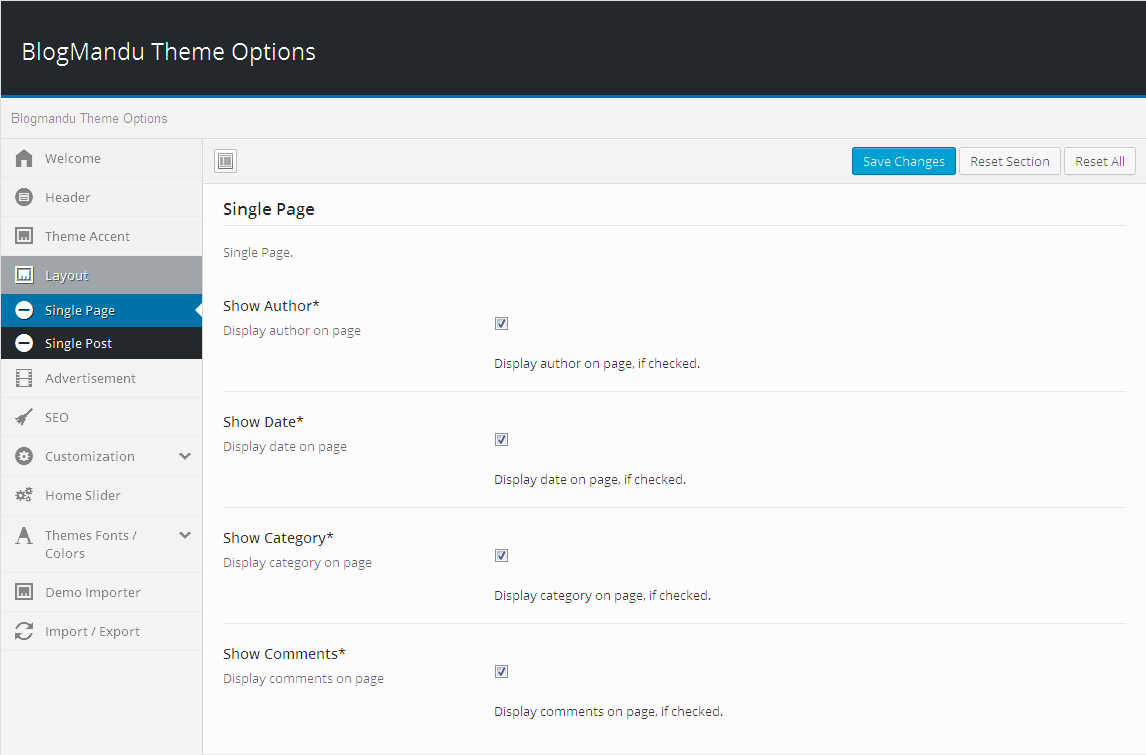 BlogMandu Theme Options
Blogmandu Theme Options
Welcome
Header
Theme Accent
Layout
Single Page
Single Post
Advertisement
SEO
Customization
Home Slider
Themes Fonts /
Colors
Demo Importer
Import / Export
Save Changes Reset Section Reset All
Single Page
Single Page.
Show Author*
Display author on page
Display author on page, if checked.
Show Date*
Display date on page
Display date on page, if checked.
Show Category*
Display category on page
Display category on page, if checked.
Show Comments*
Display comments on page
Display comments on page, if checked.